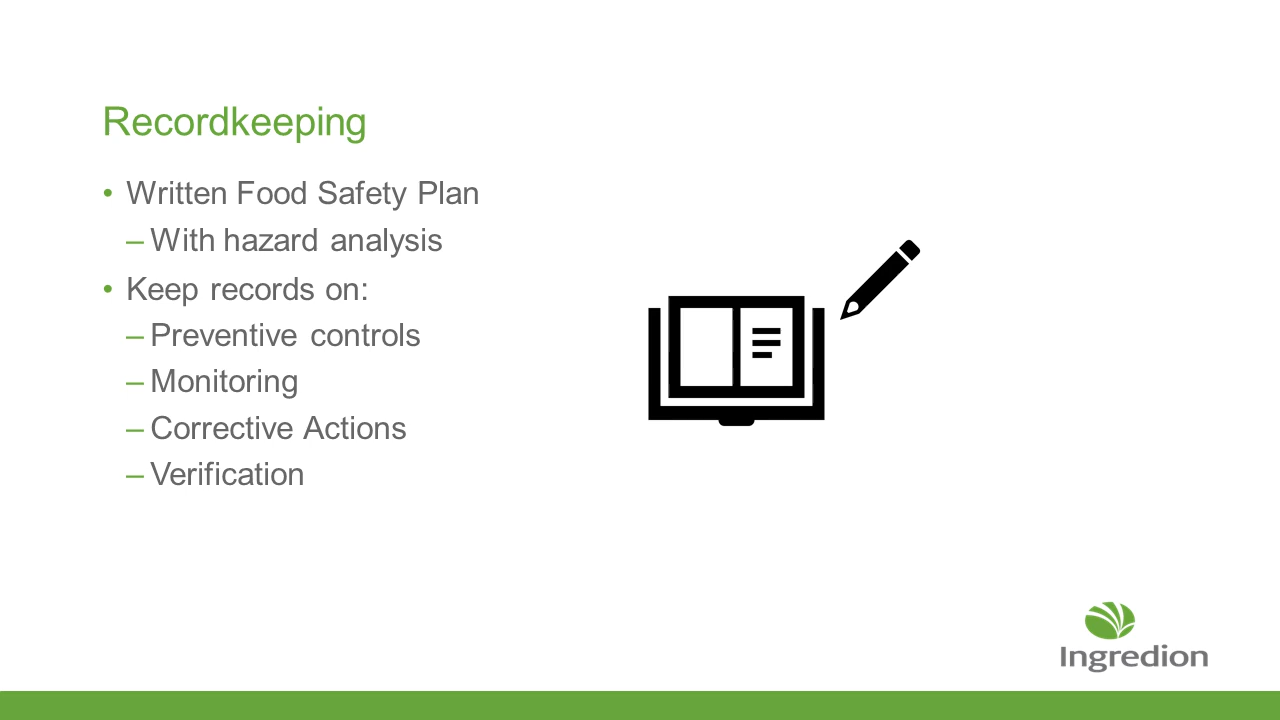 Recordkeeping
• Written Food Safety Plan
– With hazard analysis
• Keep records on:
– Preventive controls
– Monitoring
– Corrective Actions
– Verification
Ingredion